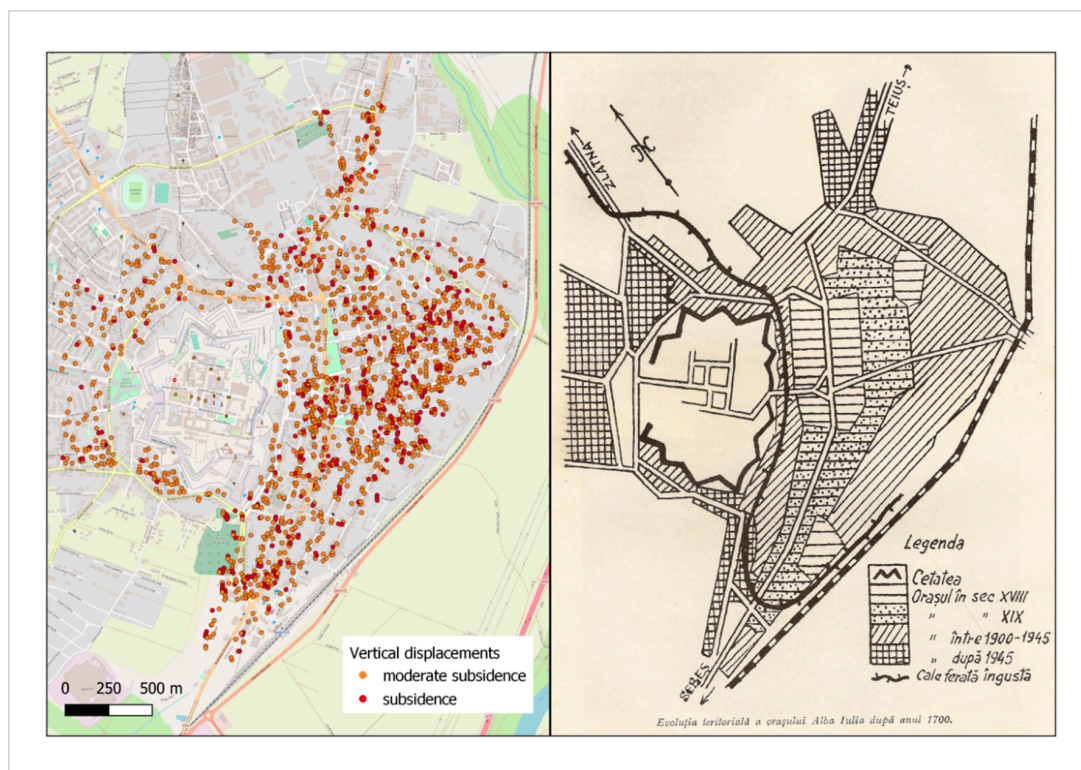 Vertical displacements
moderate subsidence
subsidence
0 250 500 m
TEIUȘ
ZLATNA
SEBEȘ
Legenda
Cetatea
Orașul în sec XVIII
" " XIX
" între 1900-1945
" după 1945
Cale ferată îngustă
Evoluția teritorială a orașului Alba Iulia după anul 1700.